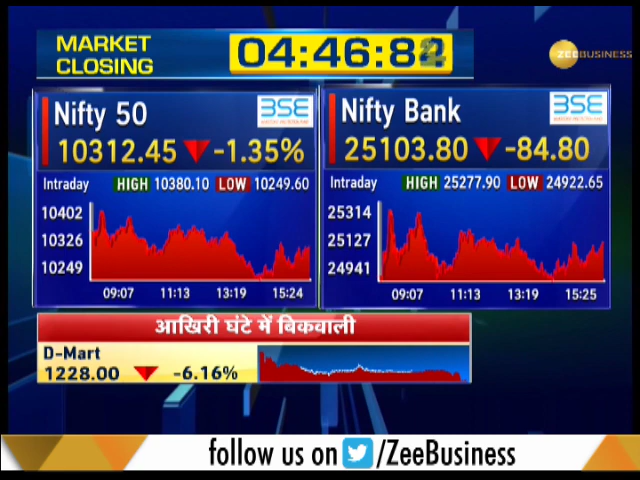 MARKET
CLOSING
04:46:82
ZEEBUSINESS
Nifty 50
BSE
10312.45 -1.35%
Intraday HIGH 10380.10 LOW 10249.60
10402
10326
10249
09:07 11:13 13:19 15:24
Nifty Bank
BSE
25103.80 -84.80
Intraday HIGH 25277.90 LOW 24922.65
25314
25127
24941
09:07 11:13 13:19 15:25
आखिरी घंटे में बिकवाली
D-Mart
1228.00 -6.16%
follow us on /ZeeBusiness